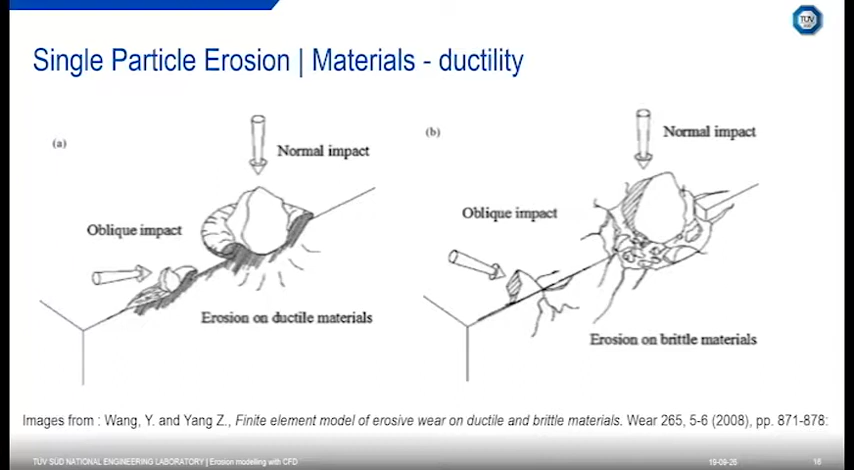 TÜV
Single Particle Erosion | Materials - ductility
(a)
Normal impact
Oblique impact
Erosion on ductile materials
(b)
Normal impact
Oblique impact
Erosion on brittle materials
Images from : Wang, Y. and Yang Z., Finite element model of erosive wear on ductile and brittle materials. Wear 265, 5-6 (2008), pp. 871-878:
TÜV SÜD NATIONAL ENGINEERING LABORATORY | Erosion modelling with CFD
16